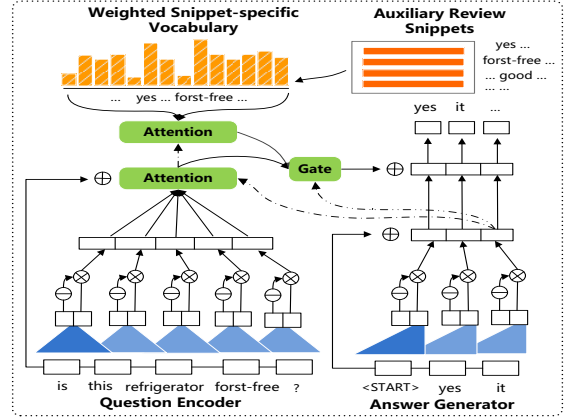 Weighted Snippet-specific
Vocabulary
Auxiliary Review
Snippets
yes ...
forst-free ...
... good ...
... ...
... yes ... forst-free ...
yes it ...
Attention
Attention
Gate
is this refrigerator forst-free ?
<START> yes it
Question Encoder
Answer Generator